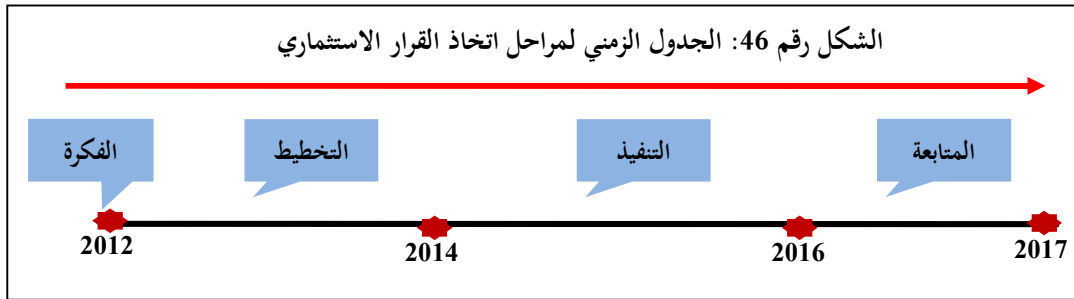 الشكل رقم 46: الجدول الزمني لمراحل اتخاذ القرار الاستثماري
الفكرة
التخطيط
التنفيذ
المتابعة
2012
2014
2016
2017